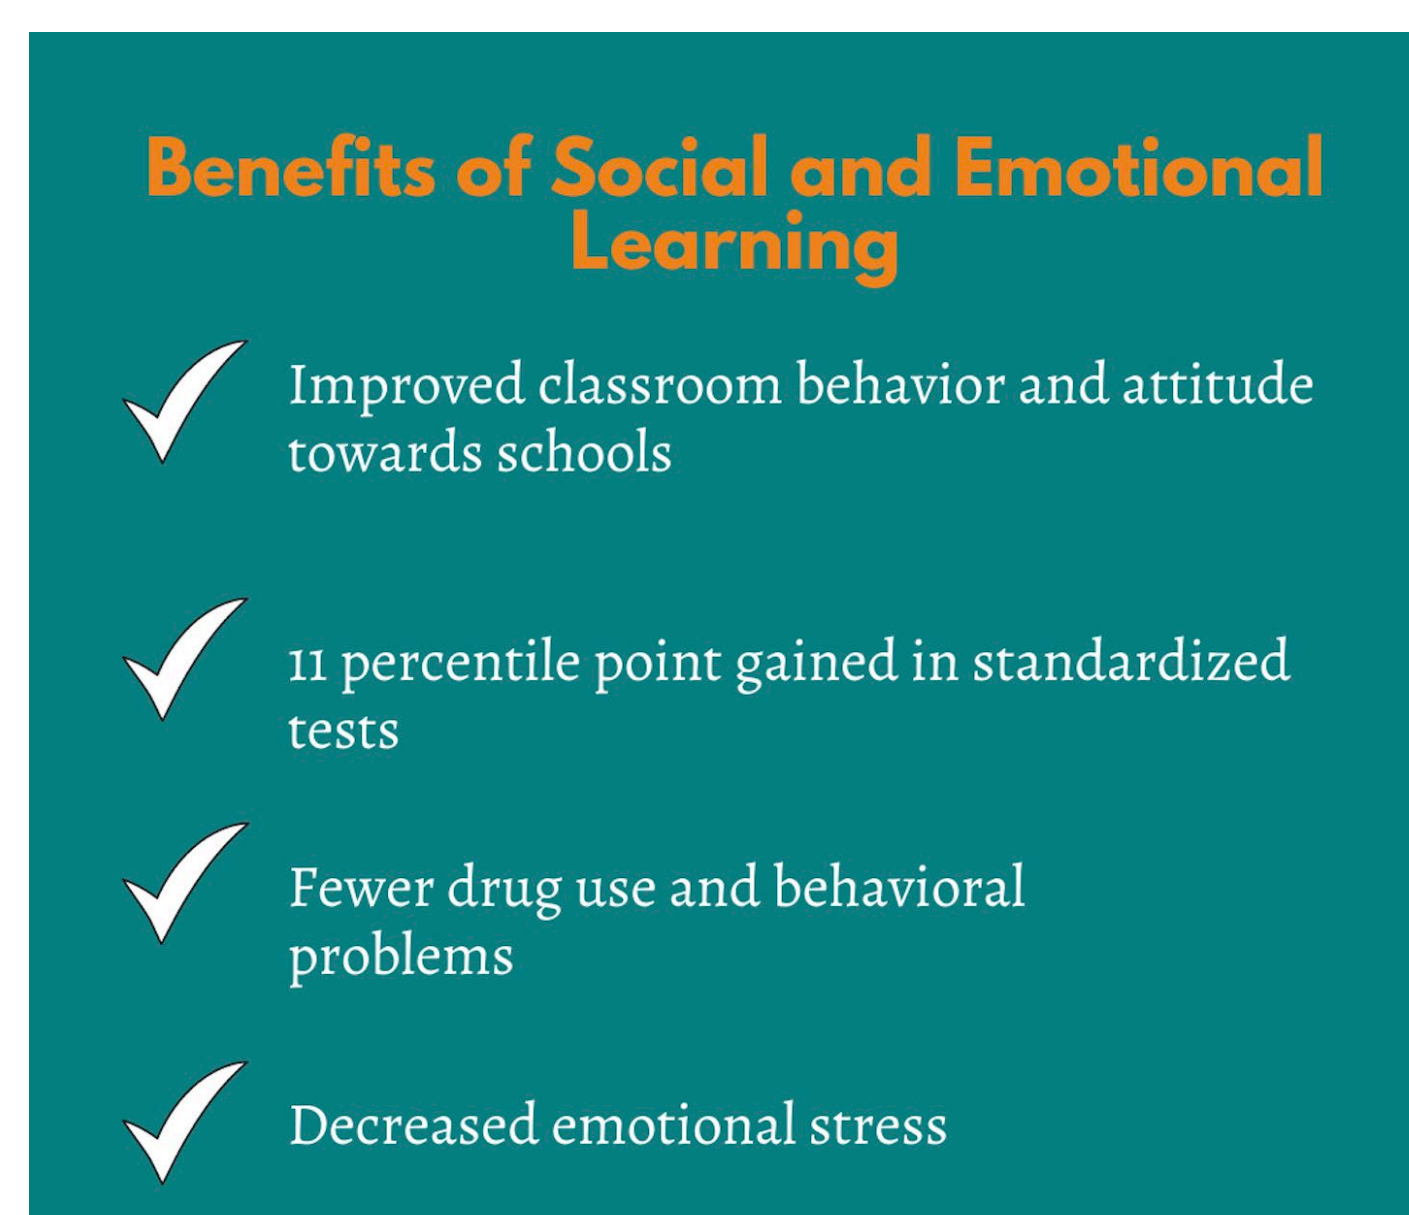 Benefits of Social and Emotional
Learning
Improved classroom behavior and attitude
towards schools
11 percentile point gained in standardized
tests
Fewer drug use and behavioral
problems
Decreased emotional stress